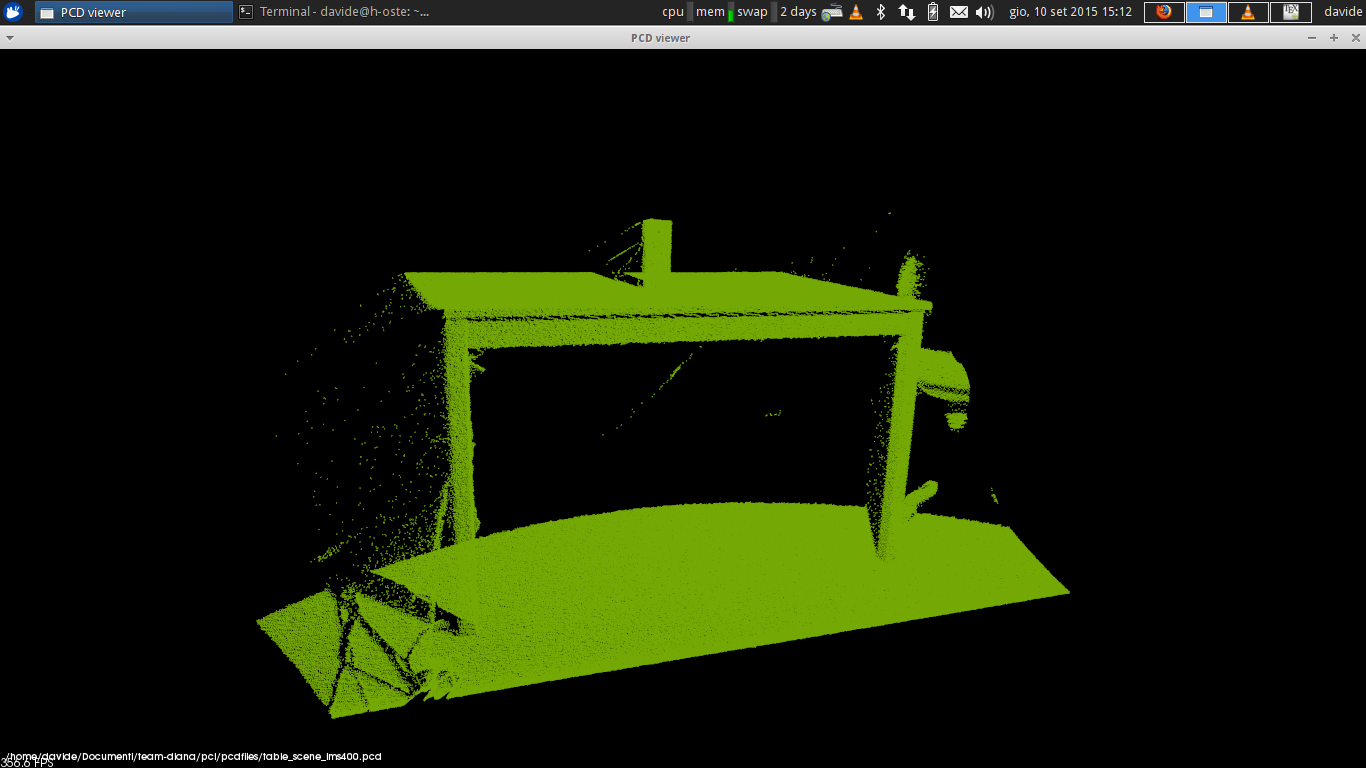 PCD viewer
Terminal - davide@h-oste: ~...
cpu mem swap 2 days
gio, 10 set 2015 15:12
davide
PCD viewer
/home/davide/Documenti/team-diana/pcl/pcdfiles/table_scene_lms400.pcd
356.6 FPS